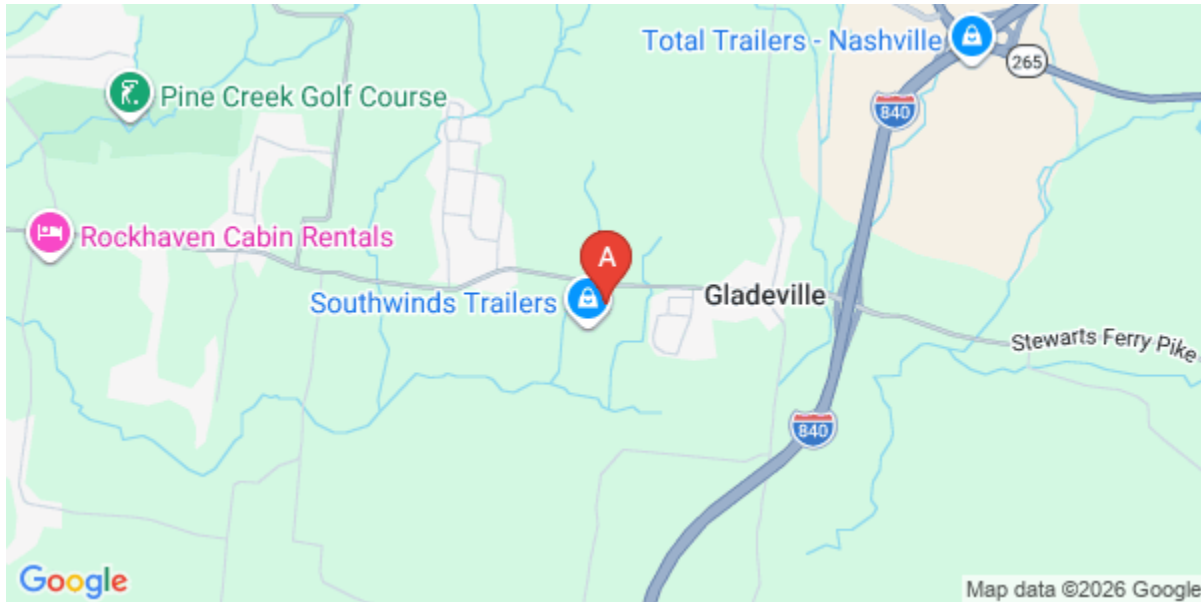 Total Trailers - Nashville
265
840
Pine Creek Golf Course
Rockhaven Cabin Rentals
A
Southwinds Trailers
Gladeville
Stewarts Ferry Pike
840
Google
Map data ©2026 Google